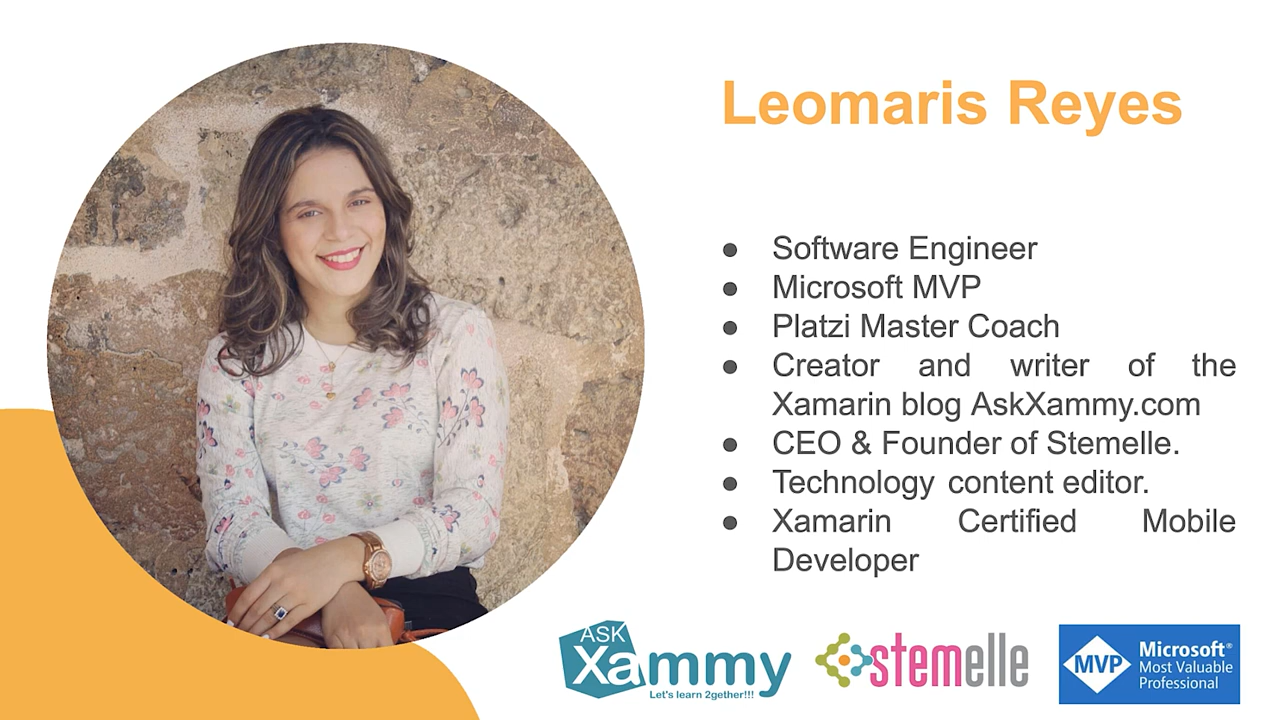 Leomaris Reyes
● Software Engineer
● Microsoft MVP
● Platzi Master Coach
● Creator and writer of the
Xamarin blog AskXammy.com
● CEO & Founder of Stemelle.
● Technology content editor.
● Xamarin Certified Mobile
Developer
ASK
Xammy
Let's learn 2gether!!!
stemelle
MVP
Microsoft®
Most Valuable
Professional